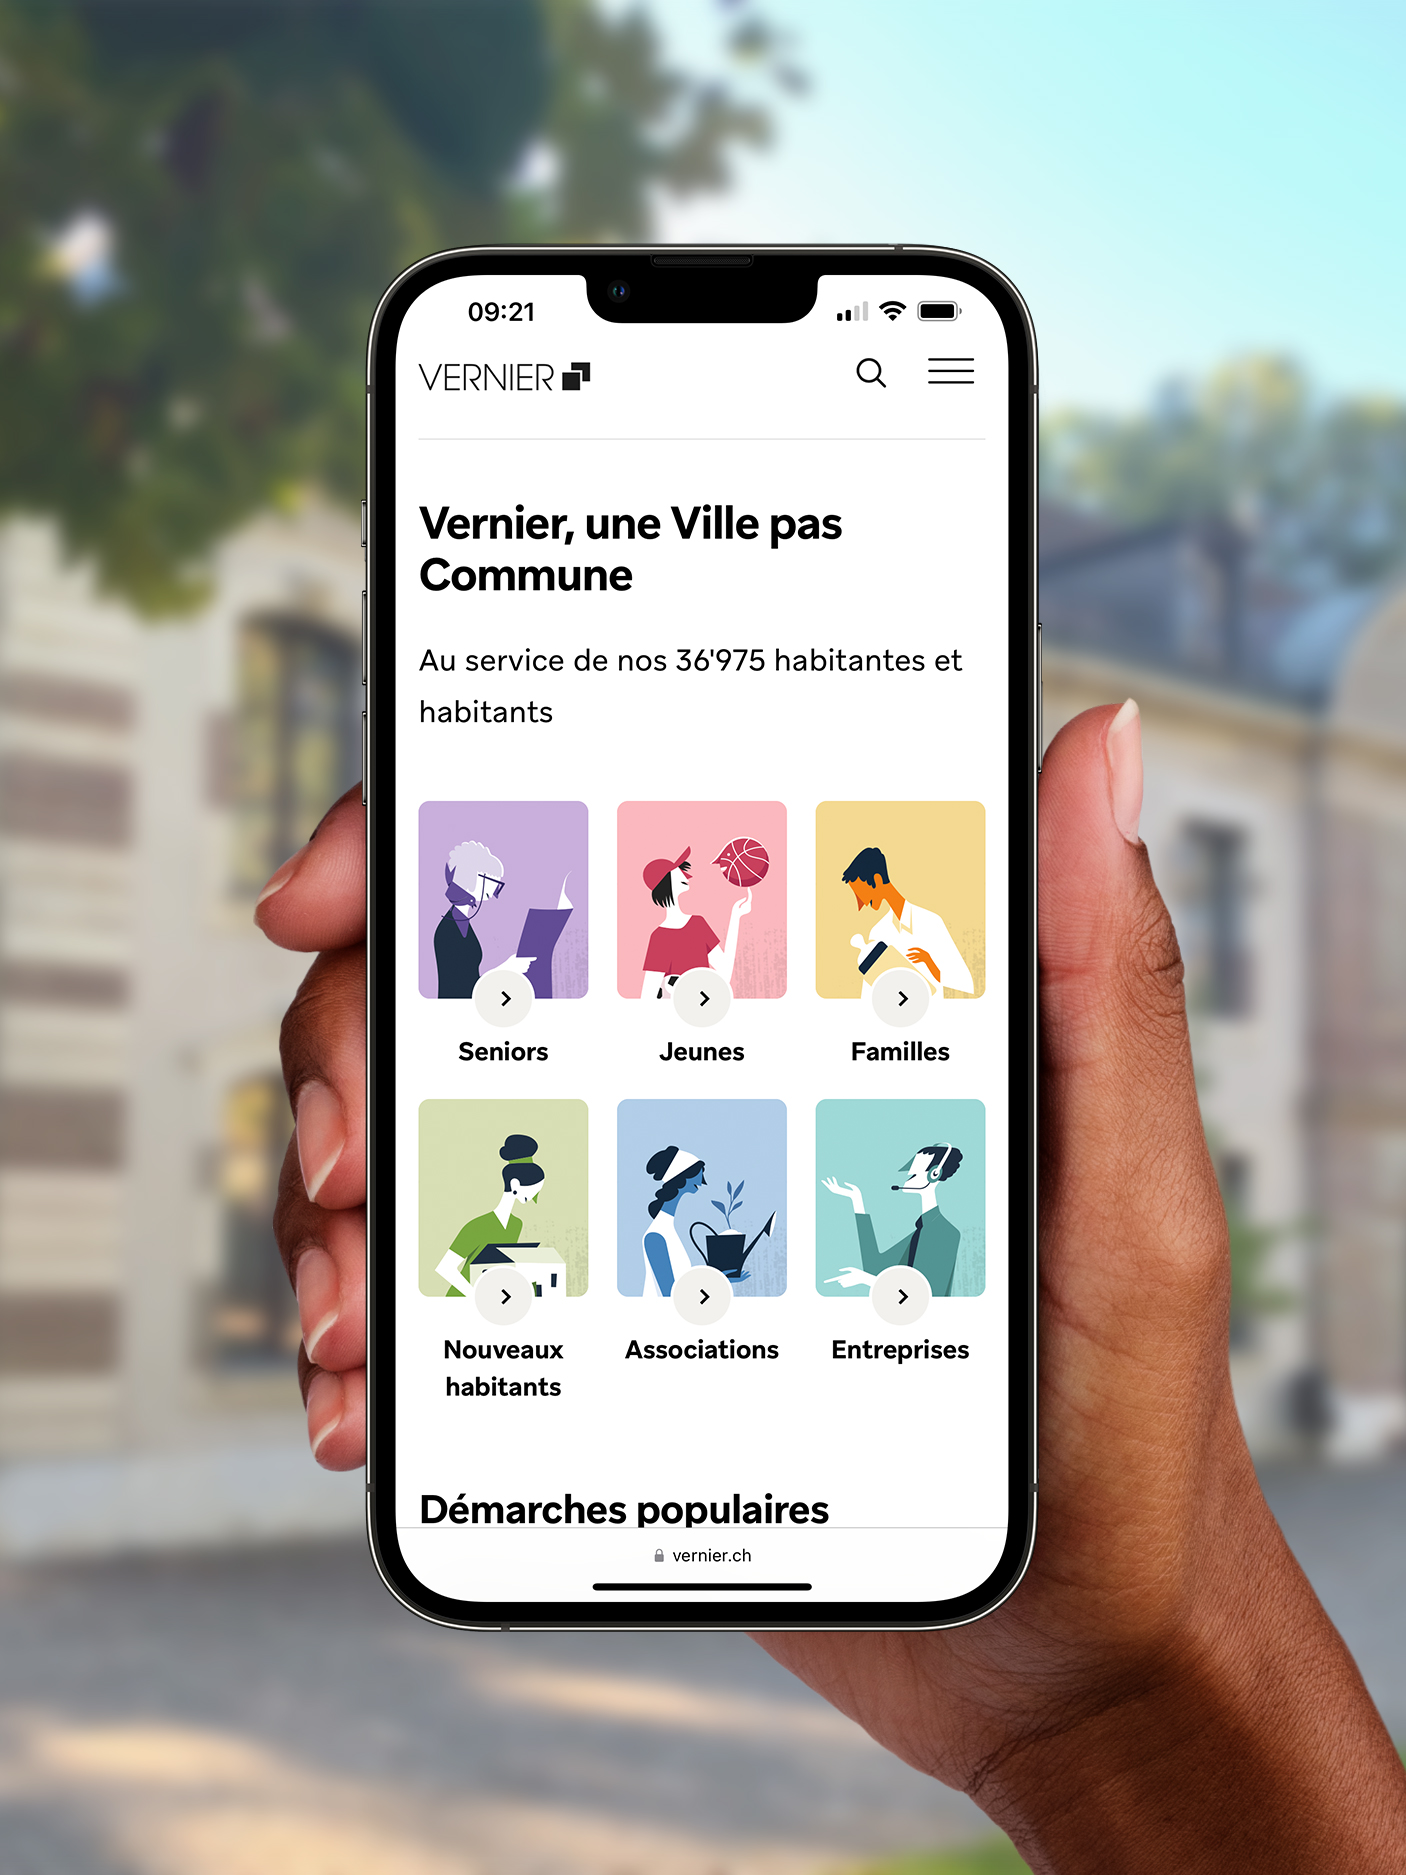 09:21
VERNIER
Vernier, une Ville pas
Commune
Au service de nos 36'975 habitantes et
habitants
Seniors
Jeunes
Familles
Nouveaux
habitants
Associations
Entreprises
Démarches populaires
vernier.ch